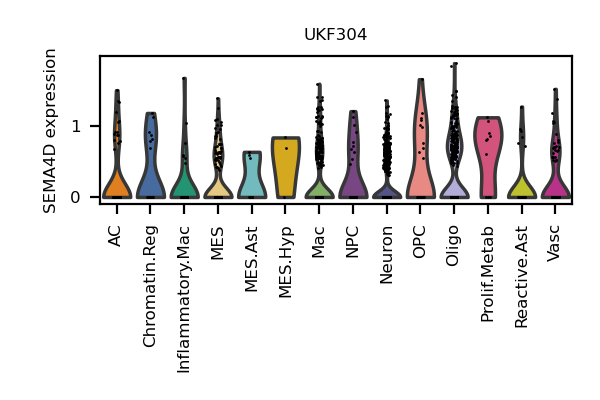 UKF304
SEMA4D expression
1
0
AC
Chromatin.Reg
Inflammatory.Mac
MES
MES.Ast
MES.Hyp
Mac
NPC
Neuron
OPC
Oligo
Prolif.Metab
Reactive.Ast
Vasc